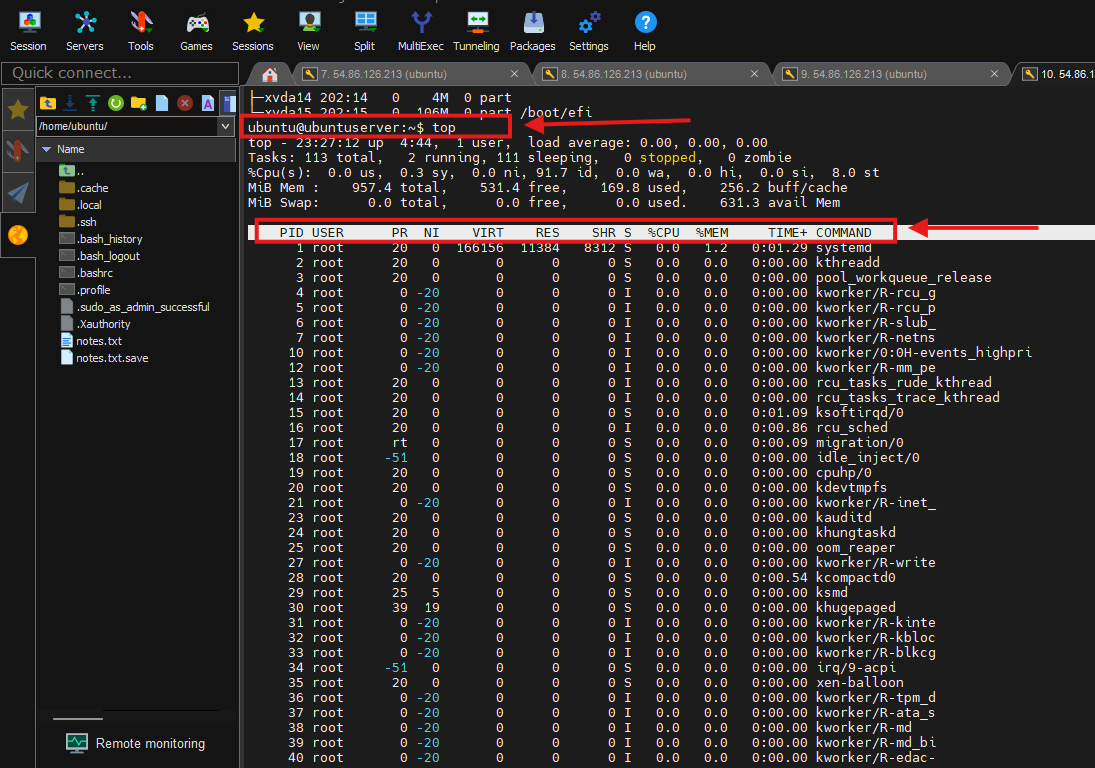 Session Servers Tools Games Sessions View Split MultiExec Tunneling Packages Settings Help
Quick connect...
7. 54.86.126.213 (ubuntu)
8. 54.86.126.213 (ubuntu)
9. 54.86.126.213 (ubuntu)
10. 54.86.1
/home/ubuntu/
Name
..
.cache
.local
.ssh
.bash_history
.bash_logout
.bashrc
.profile
.sudo_as_admin_successful
.Xauthority
notes.txt
notes.txt.save
Remote monitoring
├─xvda14 202:14   0     4M  0 part
└─xvda15 202:15   0   106M  0 part /boot/efi
ubuntu@ubuntuserver:~$ top
top - 23:27:12 up  4:44,  1 user,  load average: 0.00, 0.00, 0.00
Tasks: 113 total,   2 running, 111 sleeping,   0 stopped,   0 zombie
%Cpu(s):  0.0 us,  0.3 sy,  0.0 ni, 91.7 id,  0.0 wa,  0.0 hi,  0.0 si,  8.0 st
MiB Mem :    957.4 total,    531.4 free,    169.8 used,    256.2 buff/cache
MiB Swap:      0.0 total,      0.0 free,      0.0 used.    631.3 avail Mem
PID USER      PR  NI    VIRT    RES    SHR S  %CPU  %MEM     TIME+ COMMAND
1 root      20   0  166156  11384   8312 S   0.0   1.2   0:01.29 systemd
2 root      20   0       0      0      0 S   0.0   0.0   0:00.00 kthreadd
3 root      20   0       0      0      0 S   0.0   0.0   0:00.00 pool_workqueue_release
4 root       0 -20       0      0      0 I   0.0   0.0   0:00.00 kworker/R-rcu_g
5 root       0 -20       0      0      0 I   0.0   0.0   0:00.00 kworker/R-rcu_p
6 root       0 -20       0      0      0 I   0.0   0.0   0:00.00 kworker/R-slub_
7 root       0 -20       0      0      0 I   0.0   0.0   0:00.00 kworker/R-netns
10 root       0 -20       0      0      0 I   0.0   0.0   0:00.00 kworker/0:0H-events_highpri
12 root       0 -20       0      0      0 I   0.0   0.0   0:00.00 kworker/R-mm_pe
13 root      20   0       0      0      0 I   0.0   0.0   0:00.00 rcu_tasks_rude_kthread
14 root      20   0       0      0      0 I   0.0   0.0   0:00.00 rcu_tasks_trace_kthread
15 root      20   0       0      0      0 S   0.0   0.0   0:01.09 ksoftirqd/0
16 root      20   0       0      0      0 I   0.0   0.0   0:00.86 rcu_sched
17 root      rt   0       0      0      0 S   0.0   0.0   0:00.09 migration/0
18 root     -51   0       0      0      0 S   0.0   0.0   0:00.00 idle_inject/0
19 root      20   0       0      0      0 S   0.0   0.0   0:00.00 cpuhp/0
20 root      20   0       0      0      0 S   0.0   0.0   0:00.00 kdevtmpfs
21 root       0 -20       0      0      0 I   0.0   0.0   0:00.00 kworker/R-inet_
23 root      20   0       0      0      0 S   0.0   0.0   0:00.00 kauditd
24 root      20   0       0      0      0 S   0.0   0.0   0:00.00 khungtaskd
25 root      20   0       0      0      0 S   0.0   0.0   0:00.00 oom_reaper
27 root       0 -20       0      0      0 I   0.0   0.0   0:00.00 kworker/R-write
28 root      20   0       0      0      0 S   0.0   0.0   0:00.54 kcompactd0
29 root      25   5       0      0      0 S   0.0   0.0   0:00.00 ksmd
30 root      39  19       0      0      0 S   0.0   0.0   0:00.00 khugepaged
31 root       0 -20       0      0      0 I   0.0   0.0   0:00.00 kworker/R-kinte
32 root       0 -20       0      0      0 I   0.0   0.0   0:00.00 kworker/R-kbloc
33 root       0 -20       0      0      0 I   0.0   0.0   0:00.00 kworker/R-blkcg
34 root     -51   0       0      0      0 S   0.0   0.0   0:00.00 irq/9-acpi
35 root      20   0       0      0      0 S   0.0   0.0   0:00.00 xen-balloon
36 root       0 -20       0      0      0 I   0.0   0.0   0:00.00 kworker/R-tpm_d
37 root       0 -20       0      0      0 I   0.0   0.0   0:00.00 kworker/R-ata_s
38 root       0 -20       0      0      0 I   0.0   0.0   0:00.00 kworker/R-md
39 root       0 -20       0      0      0 I   0.0   0.0   0:00.00 kworker/R-md_bi
40 root       0 -20       0      0      0 I   0.0   0.0   0:00.00 kworker/R-edac-